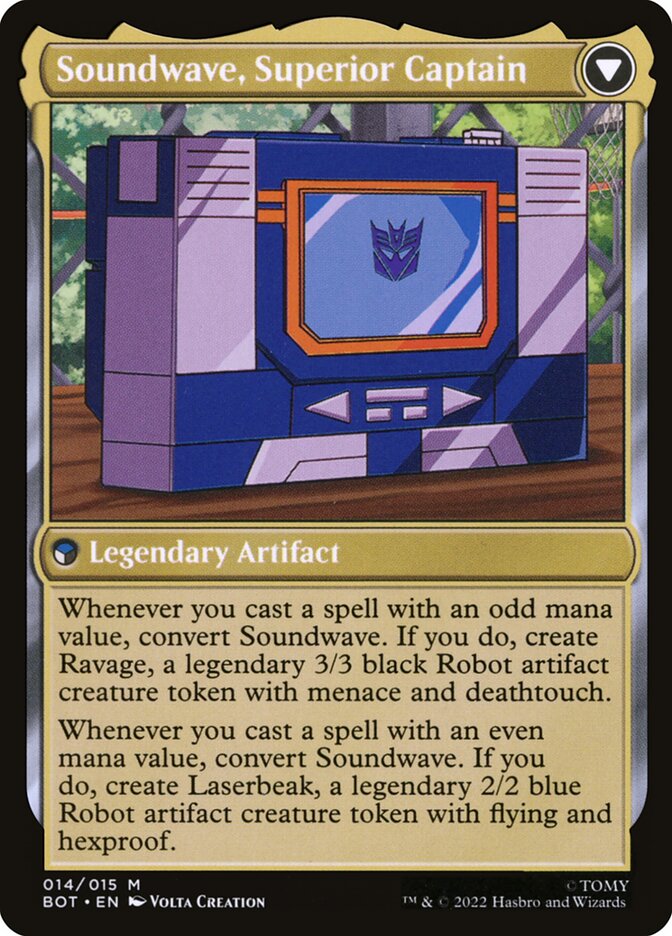 Soundwave, Superior Captain
Legendary Artifact
Whenever you cast a spell with an odd mana
value, convert Soundwave. If you do, create
Ravage, a legendary 3/3 black Robot artifact
creature token with menace and deathtouch.
Whenever you cast a spell with an even
mana value, convert Soundwave. If you
do, create Laserbeak, a legendary 2/2 blue
Robot artifact creature token with flying and
hexproof.
014/015 M
© TOMY
BOT • EN Volta Creation
™ & © 2022 Hasbro and Wizards